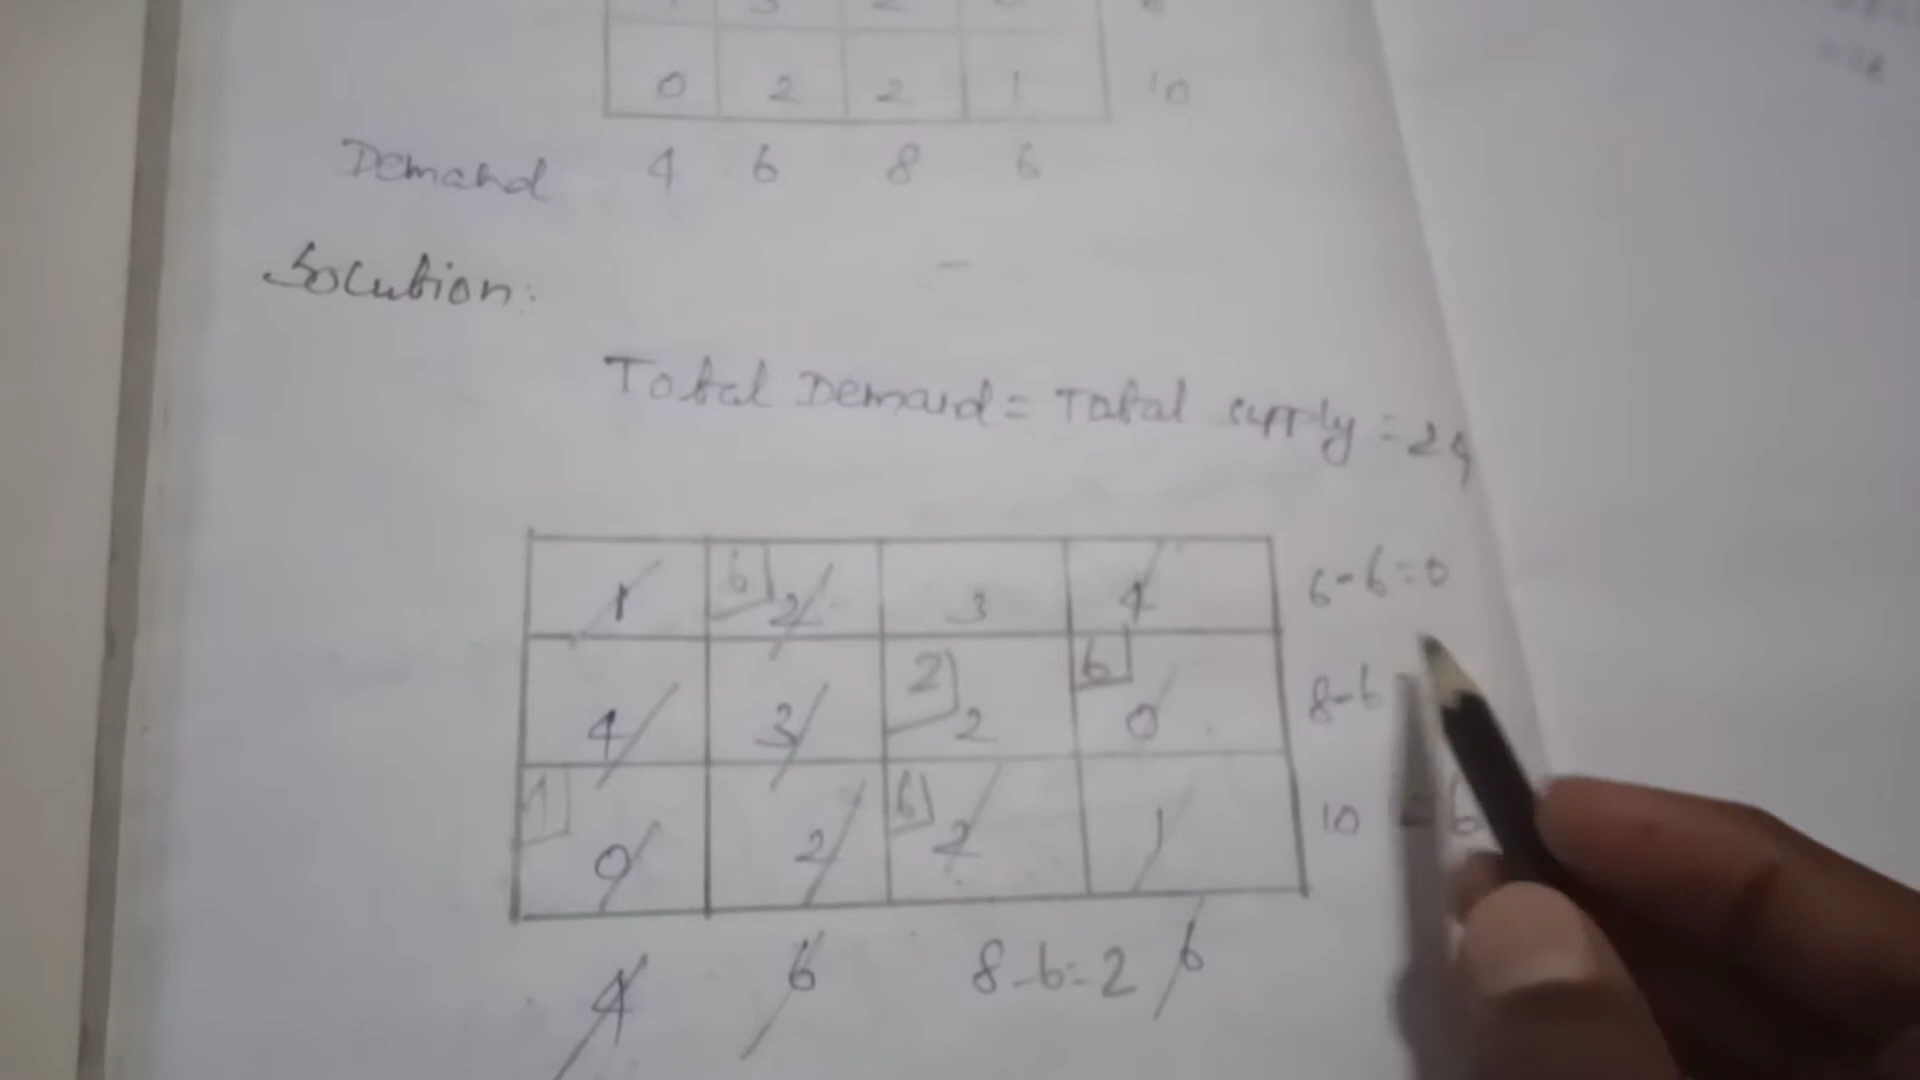 0 2 2 1 10
Demand 4 6 8 6
Solution:
Total Demand = Total supply = 24
1 6 2 3 4 6-6=0
4 3 2 2 6 0 8-6
4 0 2 6 2 1 10 6
4 6 8-6=2 6